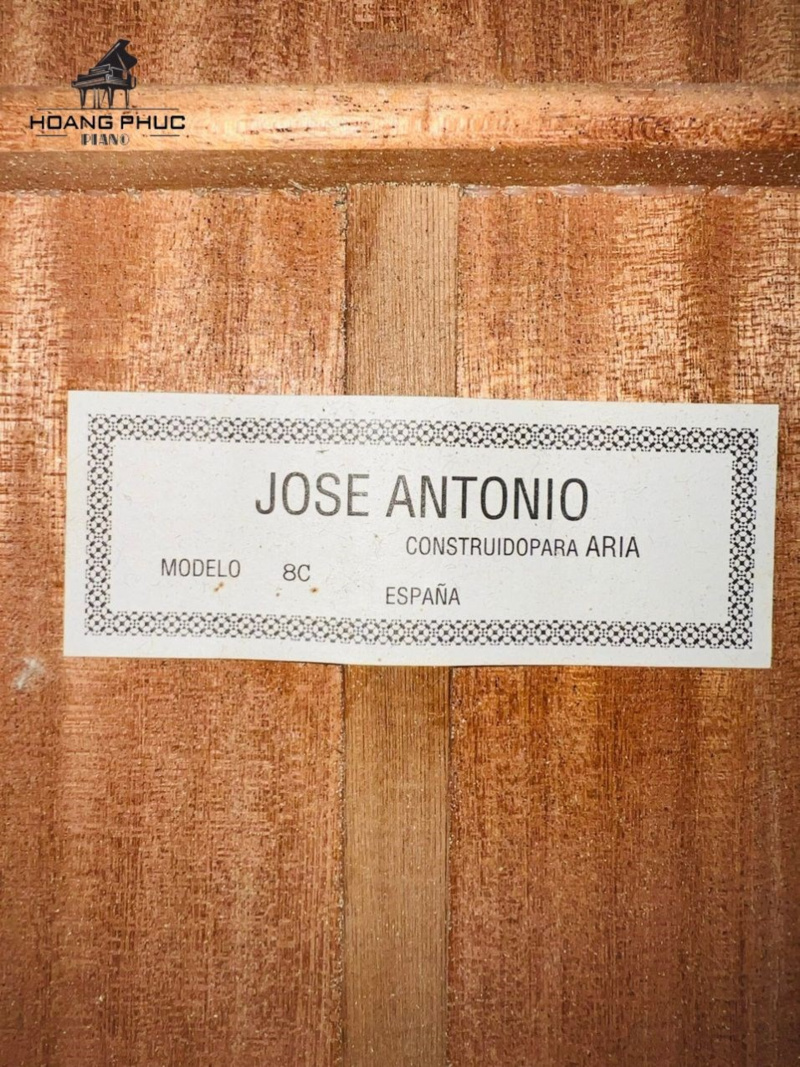 HOANG PHUC
PIANO
JOSE ANTONIO
CONSTRUIDOPARA ARIA
MODELO 8C
ESPAÑA